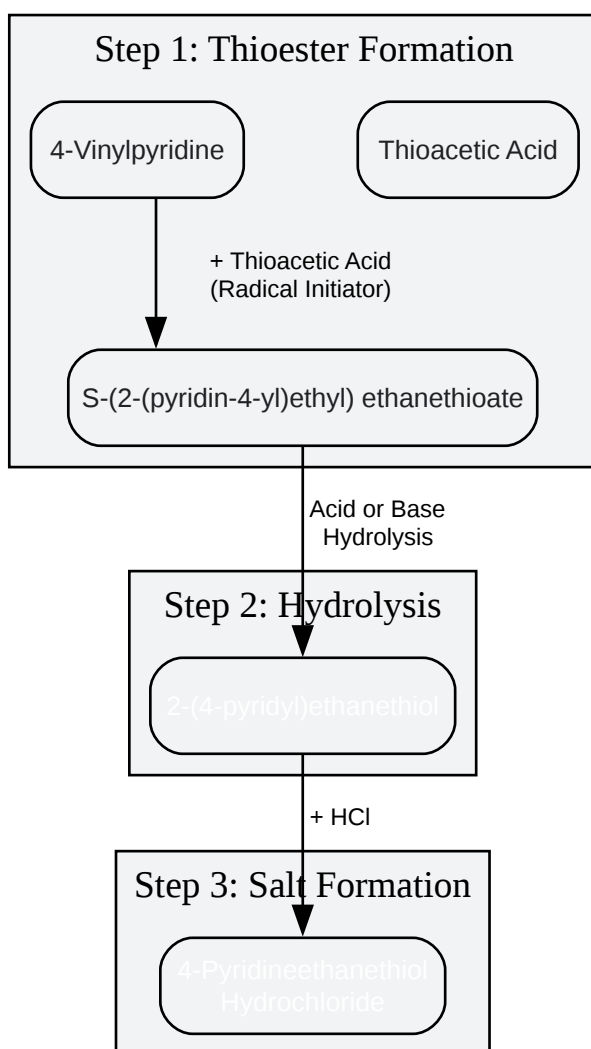 Step 1: Thioester Formation
4-Vinylpyridine
Thioacetic Acid
+ Thioacetic Acid
(Radical Initiator)
S-(2-(pyridin-4-yl)ethyl) ethanethioate
Acid or Base
Hydrolysis
Step 2: Hydrolysis
2-(4-pyridyl)ethanethiol
+ HCl
Step 3: Salt Formation
4-Pyridineethanethiol
Hydrochloride